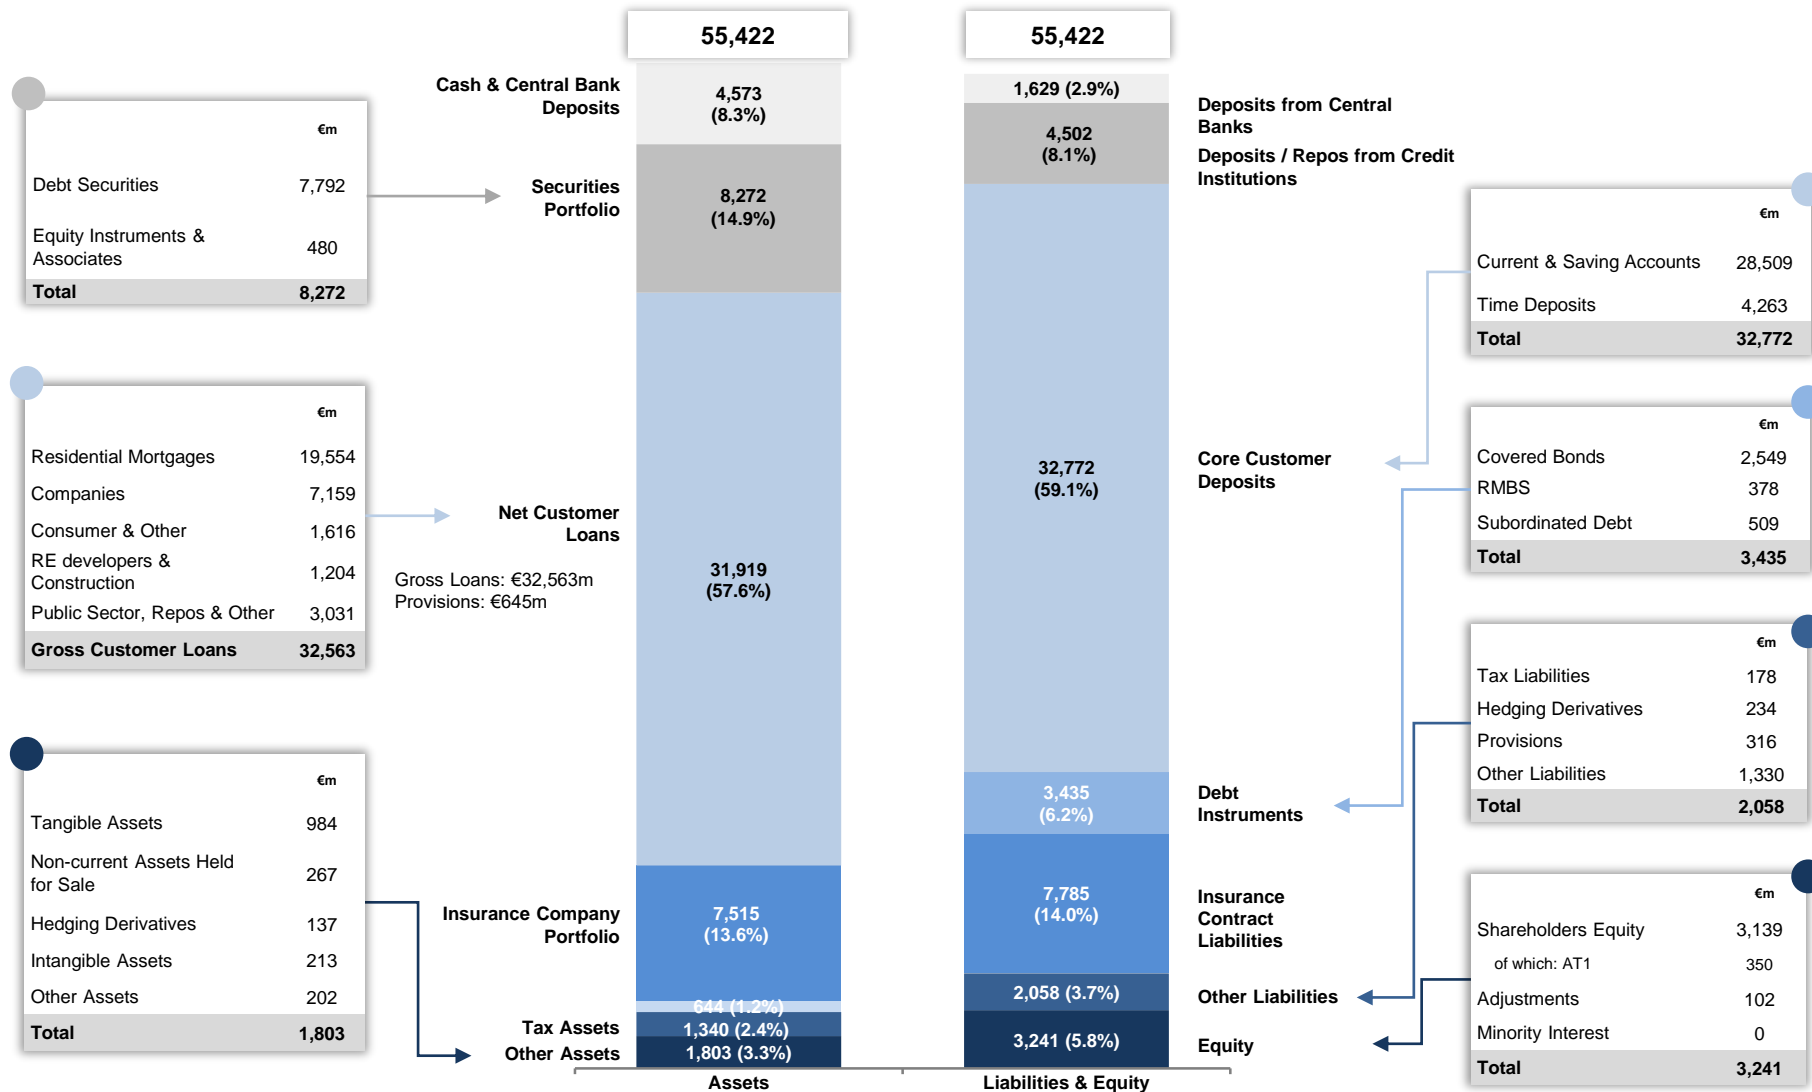 55,422
55,422
€m
Debt Securities 7,792
Equity Instruments &
Associates 480
Total 8,272
€m
Residential Mortgages 19,554
Companies 7,159
Consumer & Other 1,616
RE developers &
Construction 1,204
Public Sector, Repos & Other 3,031
Gross Customer Loans 32,563
€m
Tangible Assets 984
Non-current Assets Held
for Sale 267
Hedging Derivatives 137
Intangible Assets 213
Other Assets 202
Total 1,803
Cash & Central Bank
Deposits
Securities
Portfolio
Net Customer
Loans
Gross Loans: €32,563m
Provisions: €645m
Insurance Company
Portfolio
Tax Assets
Other Assets
4,573
(8.3%)
8,272
(14.9%)
31,919
(57.6%)
7,515
(13.6%)
644 (1.2%)
1,340 (2.4%)
1,803 (3.3%)
Assets
1,629 (2.9%)
4,502
(8.1%)
32,772
(59.1%)
3,435
(6.2%)
7,785
(14.0%)
2,058 (3.7%)
3,241 (5.8%)
Liabilities & Equity
Deposits from Central
Banks
Deposits / Repos from Credit
Institutions
Core Customer
Deposits
Debt
Instruments
Insurance
Contract
Liabilities
Other Liabilities
Equity
€m
Current & Saving Accounts 28,509
Time Deposits 4,263
Total 32,772
€m
Covered Bonds 2,549
RMBS 378
Subordinated Debt 509
Total 3,435
€m
Tax Liabilities 178
Hedging Derivatives 234
Provisions 316
Other Liabilities 1,330
Total 2,058
€m
Shareholders Equity 3,139
of which: AT1 350
Adjustments 102
Minority Interest 0
Total 3,241